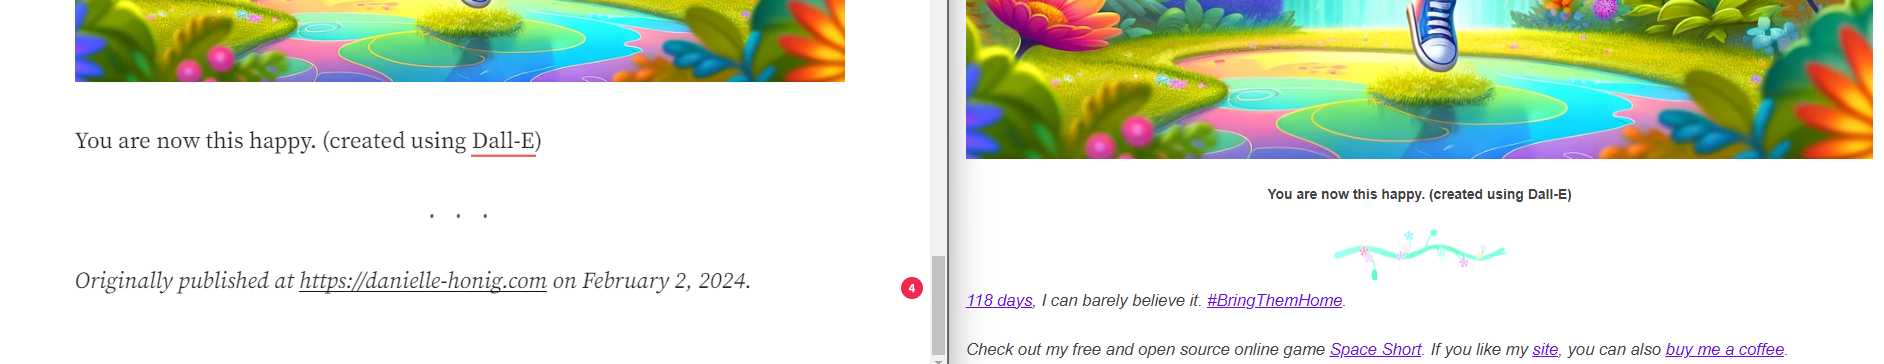 You are now this happy. (created using Dall-E)
. . .
Originally published at https://danielle-honig.com on February 2, 2024.
4
You are now this happy. (created using Dall-E)
118 days, I can barely believe it. #BringThemHome.
Check out my free and open source online game Space Short. If you like my site, you can also buy me a coffee.